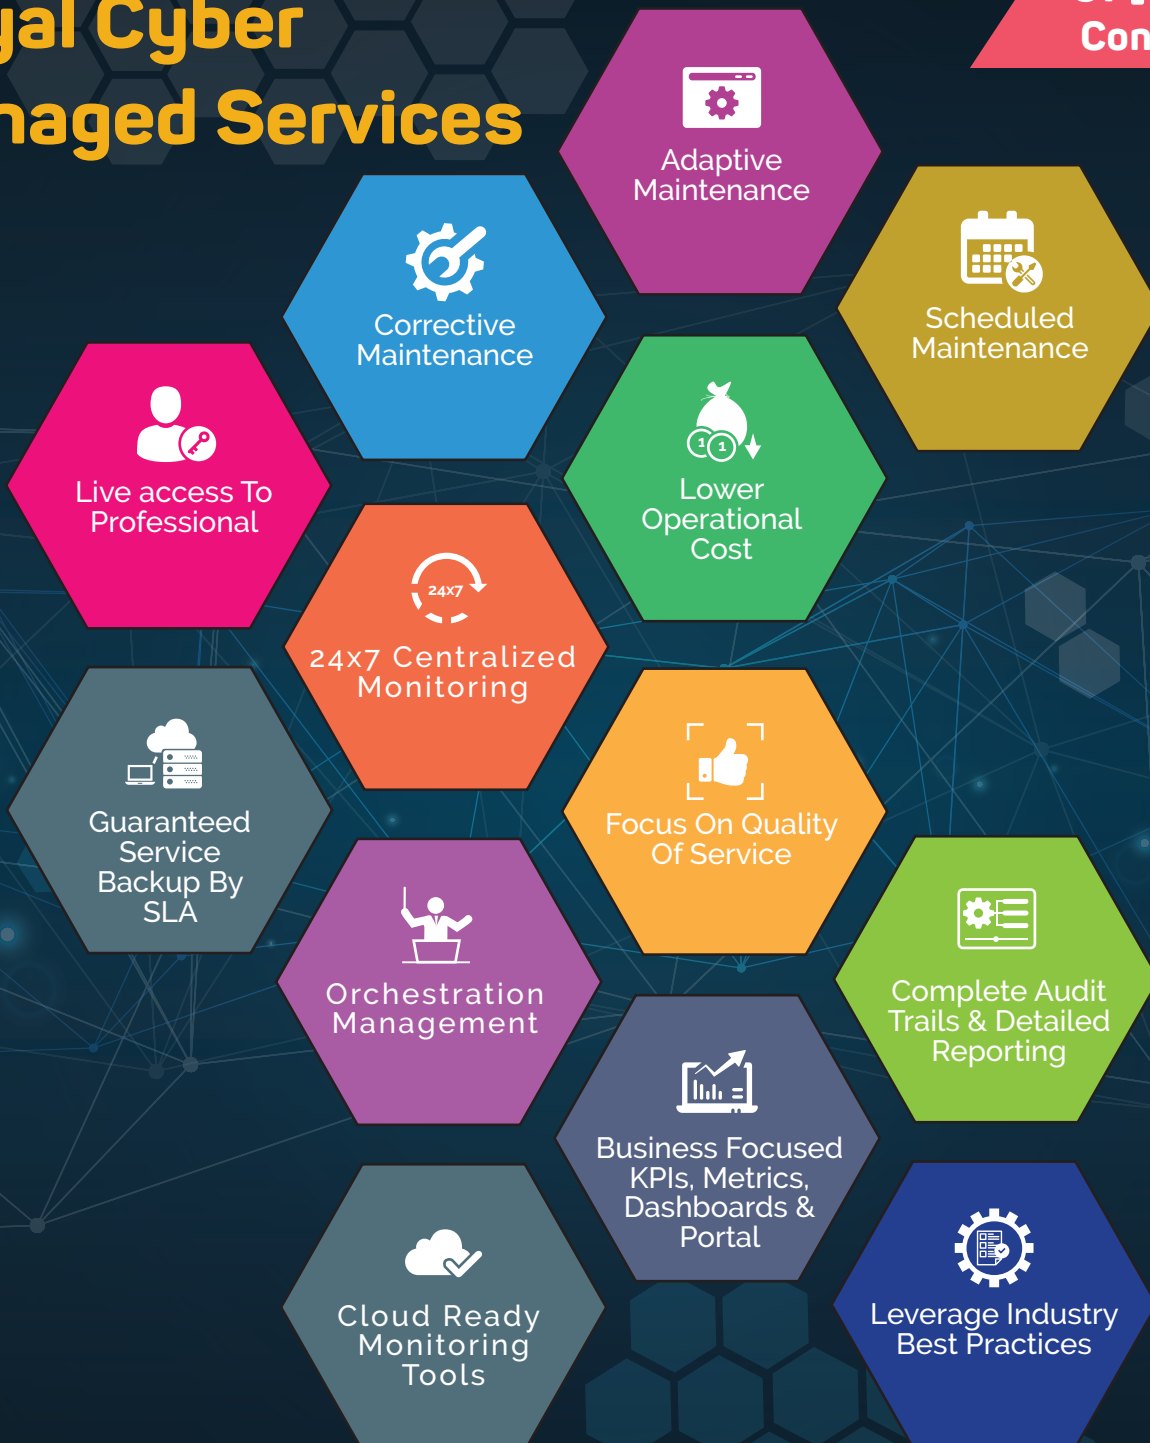 Cyber
Services
Con
Adaptive
Maintenance
Corrective
Maintenance
Scheduled
Maintenance
Live access To
Professional
Lower
Operational
Cost
1
1
24x7
24x7 Centralized
Monitoring
Guaranteed
Service
Backup By
SLA
Focus On Quality
Of Service
Orchestration
Management
Complete Audit
Trails & Detailed
Reporting
Business Focused
KPIs, Metrics,
Dashboards &
Portal
Cloud Ready
Monitoring
Tools
Leverage Industry
Best Practices